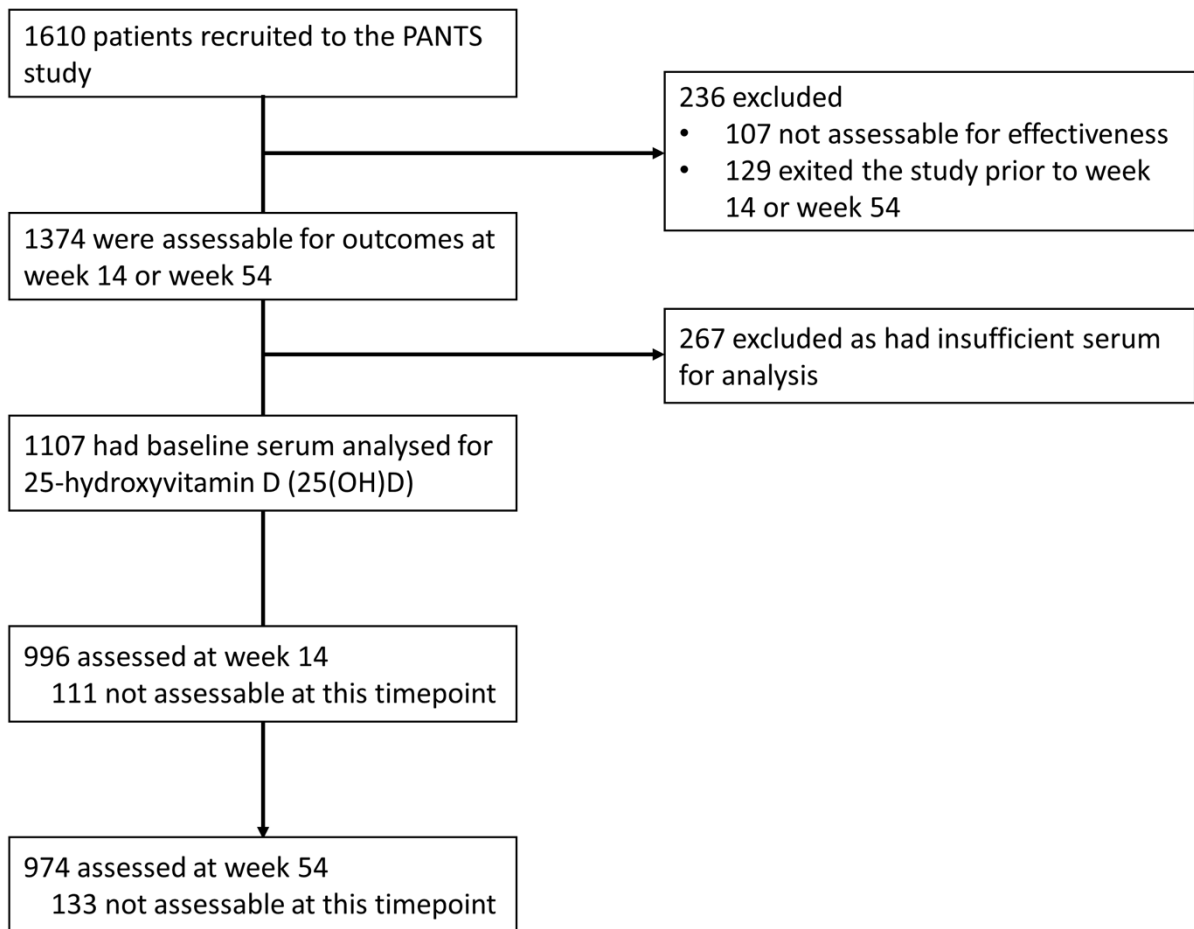 1610 patients recruited to the PANTS
study
236 excluded
• 107 not assessable for effectiveness
• 129 exited the study prior to week
14 or week 54
1374 were assessable for outcomes at
week 14 or week 54
267 excluded as had insufficient serum
for analysis
1107 had baseline serum analysed for
25-hydroxyvitamin D (25(OH)D)
996 assessed at week 14
111 not assessable at this timepoint
974 assessed at week 54
133 not assessable at this timepoint